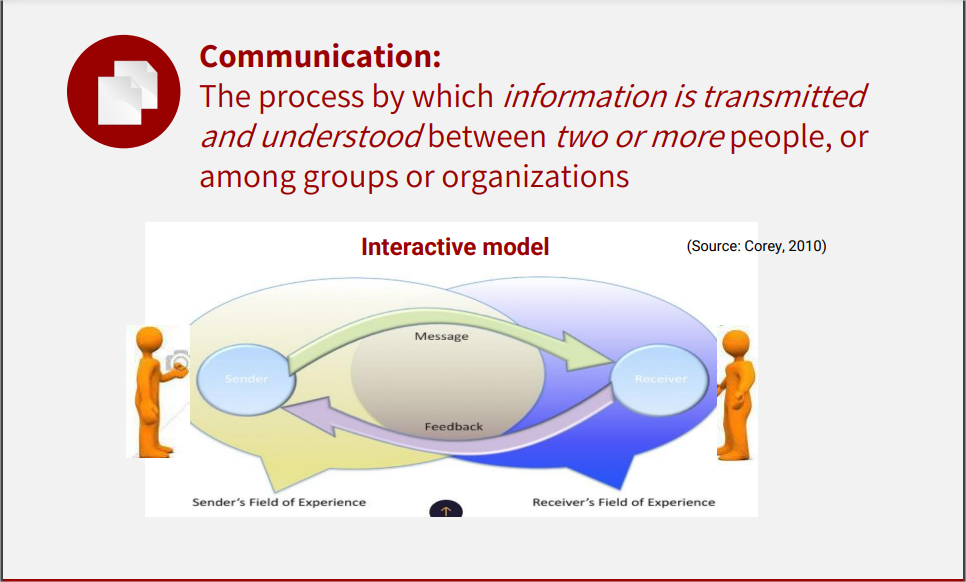 Communication:
The process by which information is transmitted
and understood between two or more people, or
among groups or organizations
Interactive model
(Source: Corey, 2010)
Message
Sender
Receiver
Feedback
Sender's Field of Experience
Receiver's Field of Experience